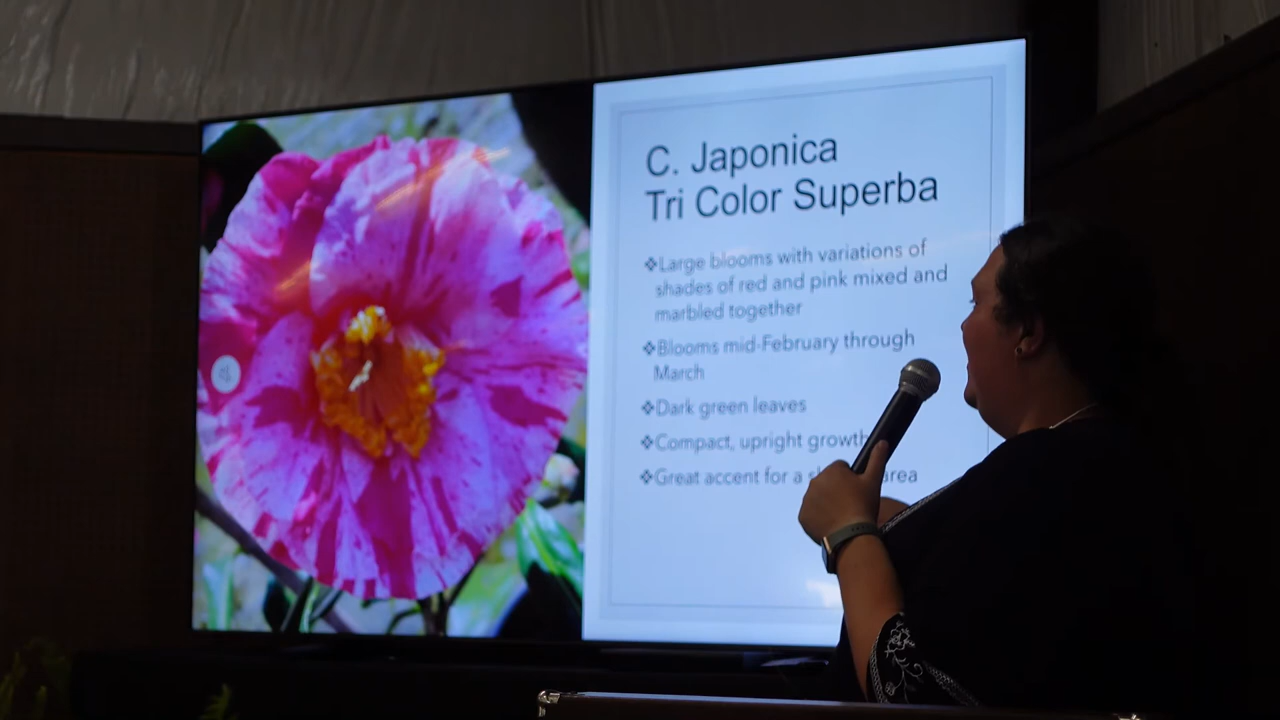 C. Japonica
Tri Color Superba
❖Large blooms with variations of
shades of red and pink mixed and
marbled together
❖Blooms mid-February through
March
❖Dark green leaves
❖Compact, upright growth
❖Great accent for a area